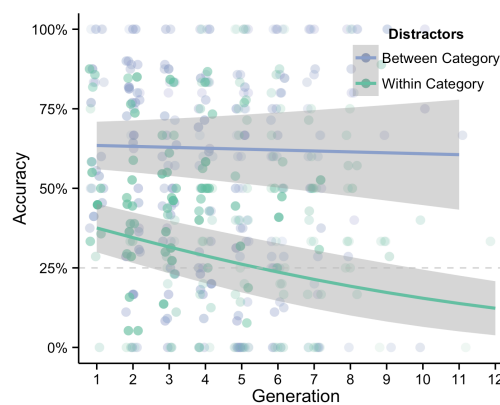 Distractors
Between Category
Within Category
100%
75%
50%
25%
0%
Accuracy
1 2 3 4 5 6 7 8 9 10 11 12
Generation